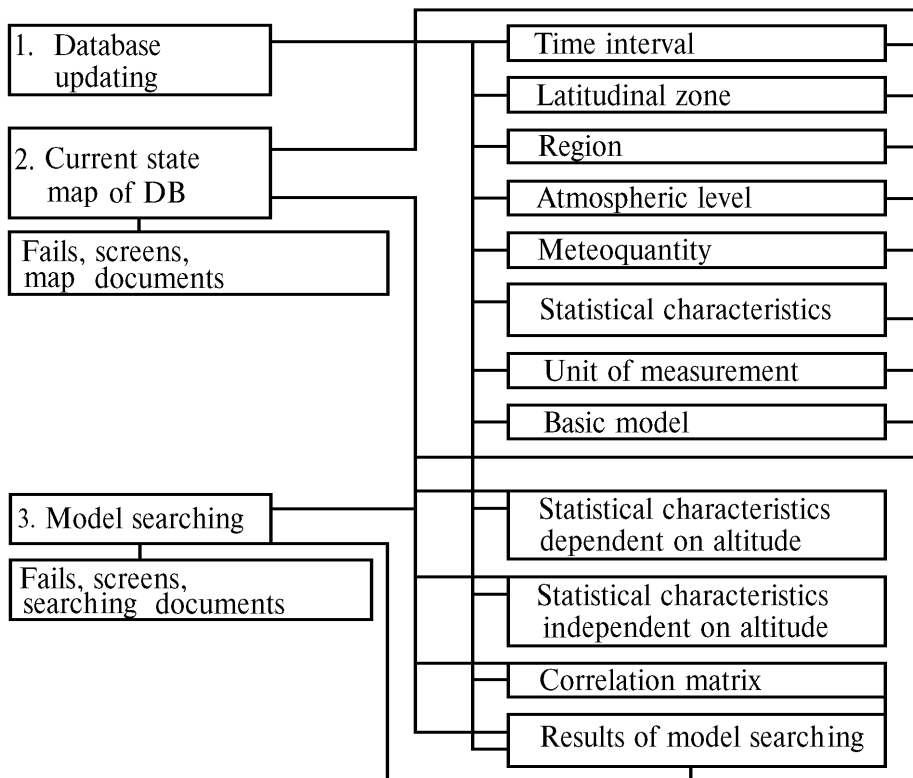 1. Database
updating
2. Current state
map of DB
Fails, screens,
map documents
3. Model searching
Fails, screens,
searching documents
Time interval
Latitudinal zone
Region
Atmospheric level
Meteoquantity
Statistical characteristics
Unit of measurement
Basic model
Statistical characteristics
dependent on altitude
Statistical characteristics
independent on altitude
Correlation matrix
Results of model searching